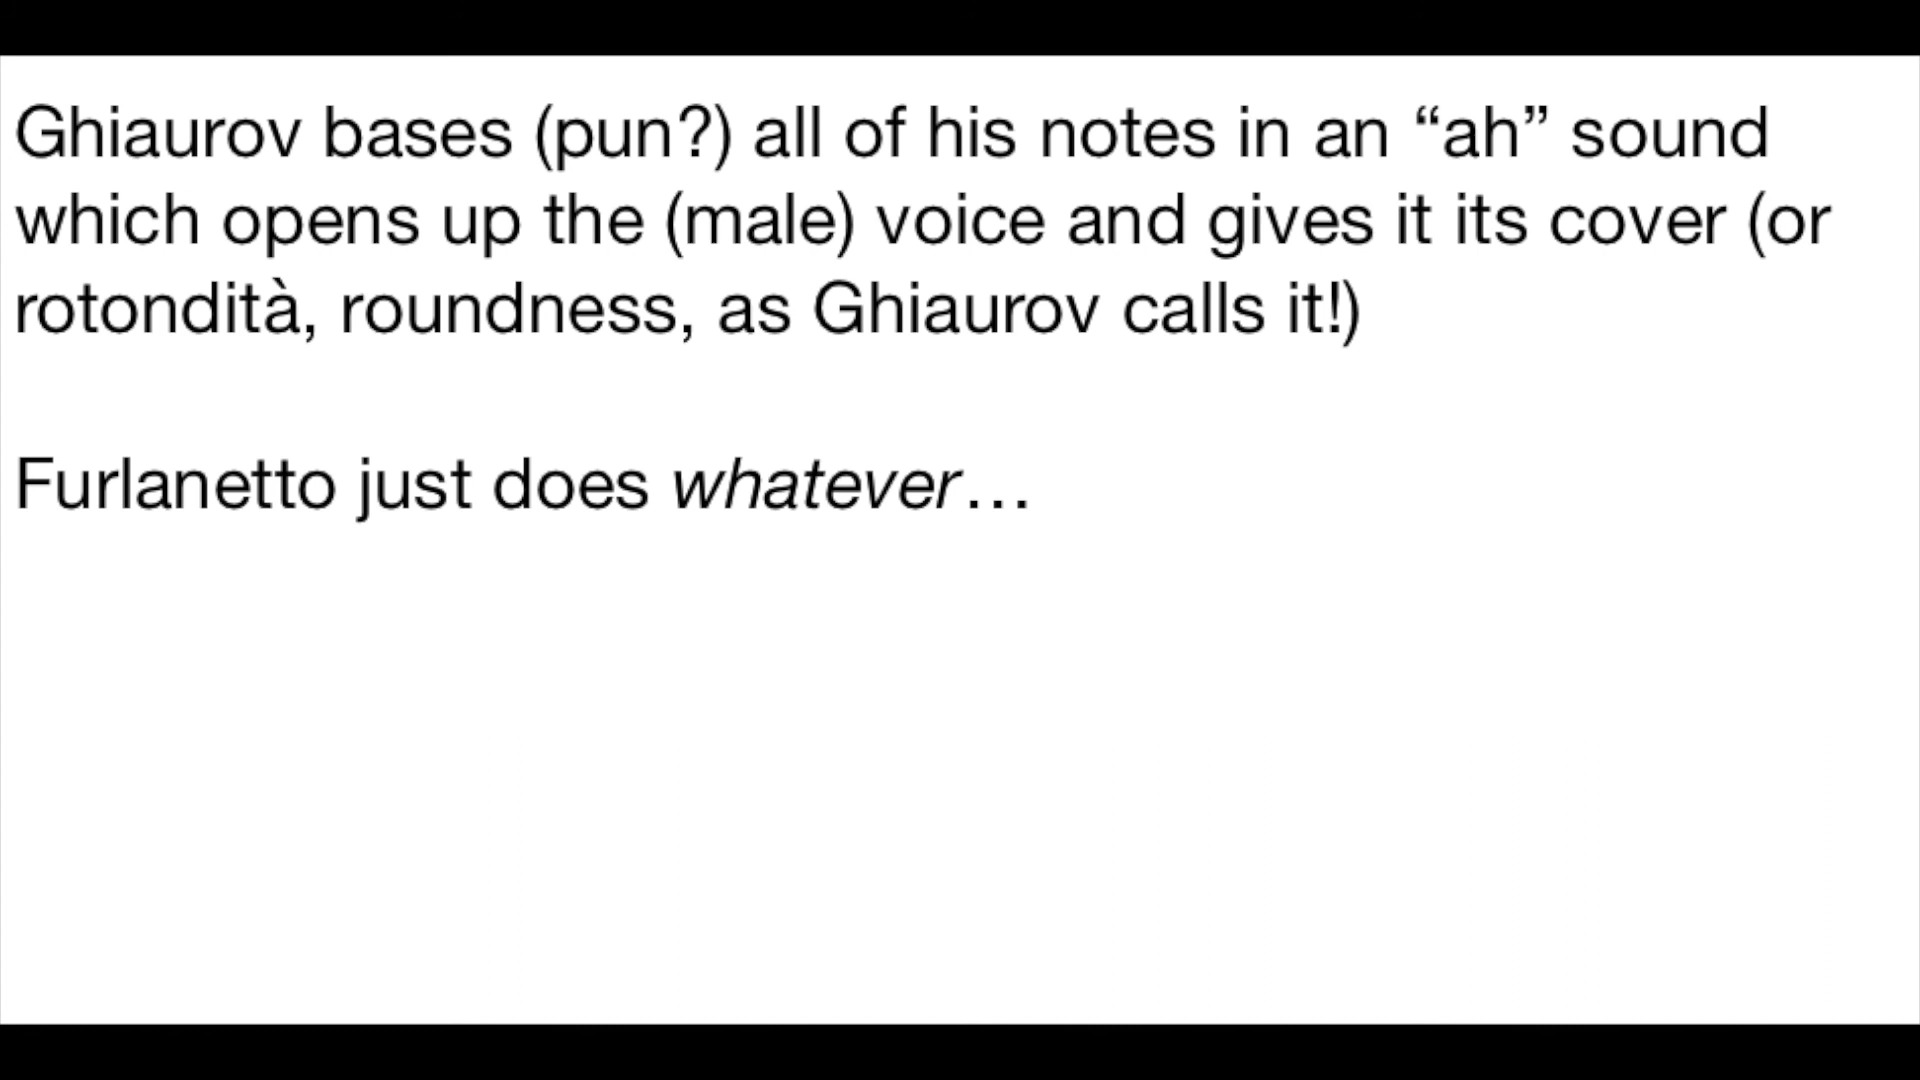 Ghiaurov bases (pun?) all of his notes in an “ah” sound
which opens up the (male) voice and gives it its cover (or
rotondità, roundness, as Ghiaurov calls it!)
Furlanetto just does whatever…